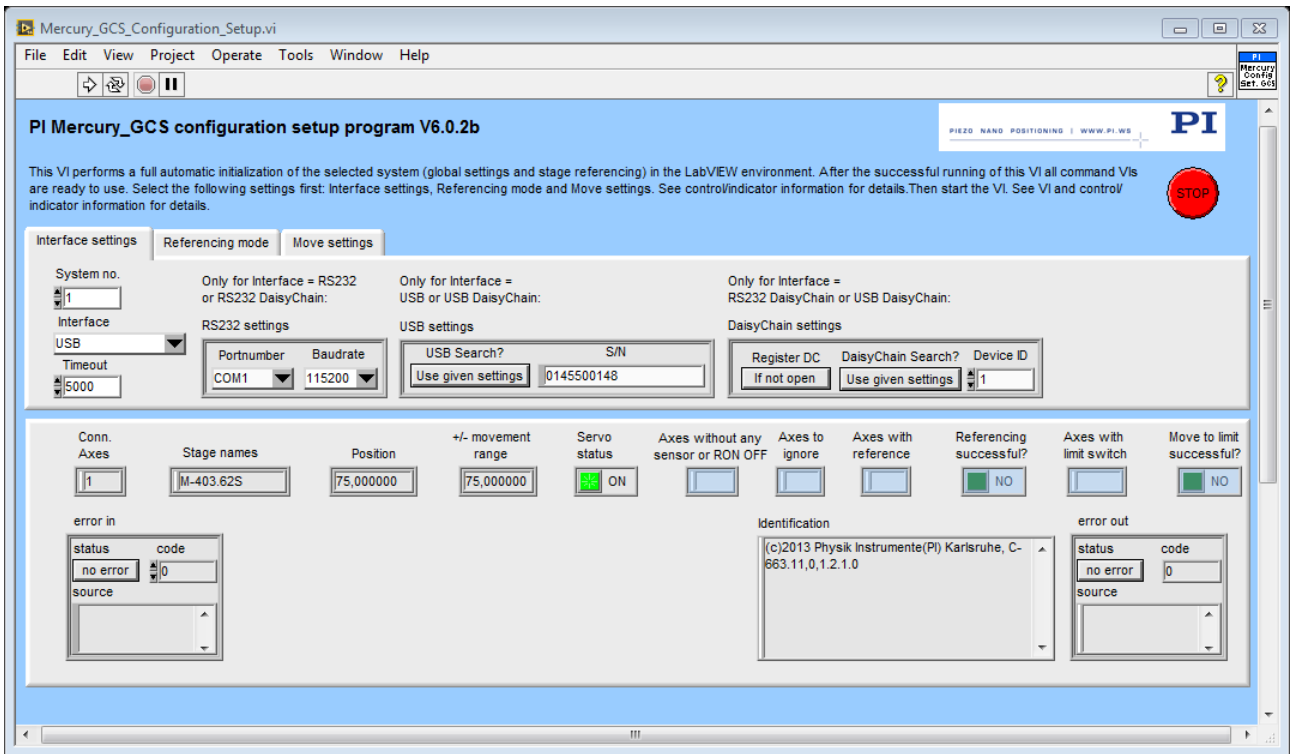 Mercury_GCS_Configuration_Setup.vi
File Edit View Project Operate Tools Window Help
PI
Mercury
Config
Set. GCS
PI Mercury_GCS configuration setup program V6.0.2b
PIEZO NANO POSITIONING | WWW.PI.WS
PI
This VI performs a full automatic initialization of the selected system (global settings and stage referencing) in the LabVIEW environment. After the successful running of this VI all command VIs
are ready to use. Select the following settings first: Interface settings, Referencing mode and Move settings. See control/indicator information for details.Then start the VI. See VI and control/
indicator information for details.
STOP
Interface settings Referencing mode Move settings
System no.
1
Interface
USB
Timeout
5000
Only for Interface = RS232
or RS232 DaisyChain:
RS232 settings
Portnumber Baudrate
COM1 115200
Only for Interface =
USB or USB DaisyChain:
USB settings
USB Search? S/N
Use given settings 0145500148
Only for Interface =
RS232 DaisyChain or USB DaisyChain:
DaisyChain settings
Register DC DaisyChain Search? Device ID
If not open Use given settings 1
Conn.
Axes
1
Stage names
M-403.62S
Position
75,000000
+/- movement
range
75,000000
Servo
status
ON
Axes without any
sensor or RON OFF
Axes to
ignore
Axes with
reference
Referencing
successful?
NO
Axes with
limit switch
Move to limit
successful?
NO
error in
status code
no error 0
source
Identification
(c)2013 Physik Instrumente(PI) Karlsruhe, C-
663.11,0,1.2.1.0
error out
status code
no error 0
source